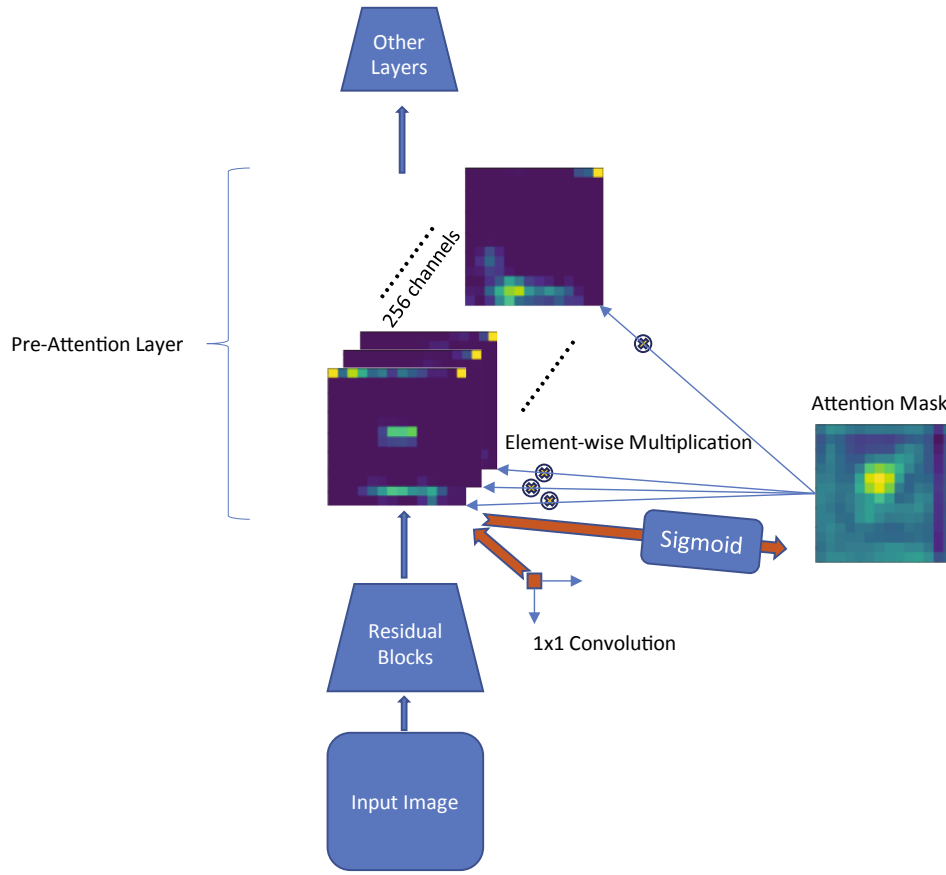 Other
Layers
256 channels
Pre-Attention Layer
Attention Mask
Element-wise Multiplication
Sigmoid
Residual
Blocks
1x1 Convolution
Input Image